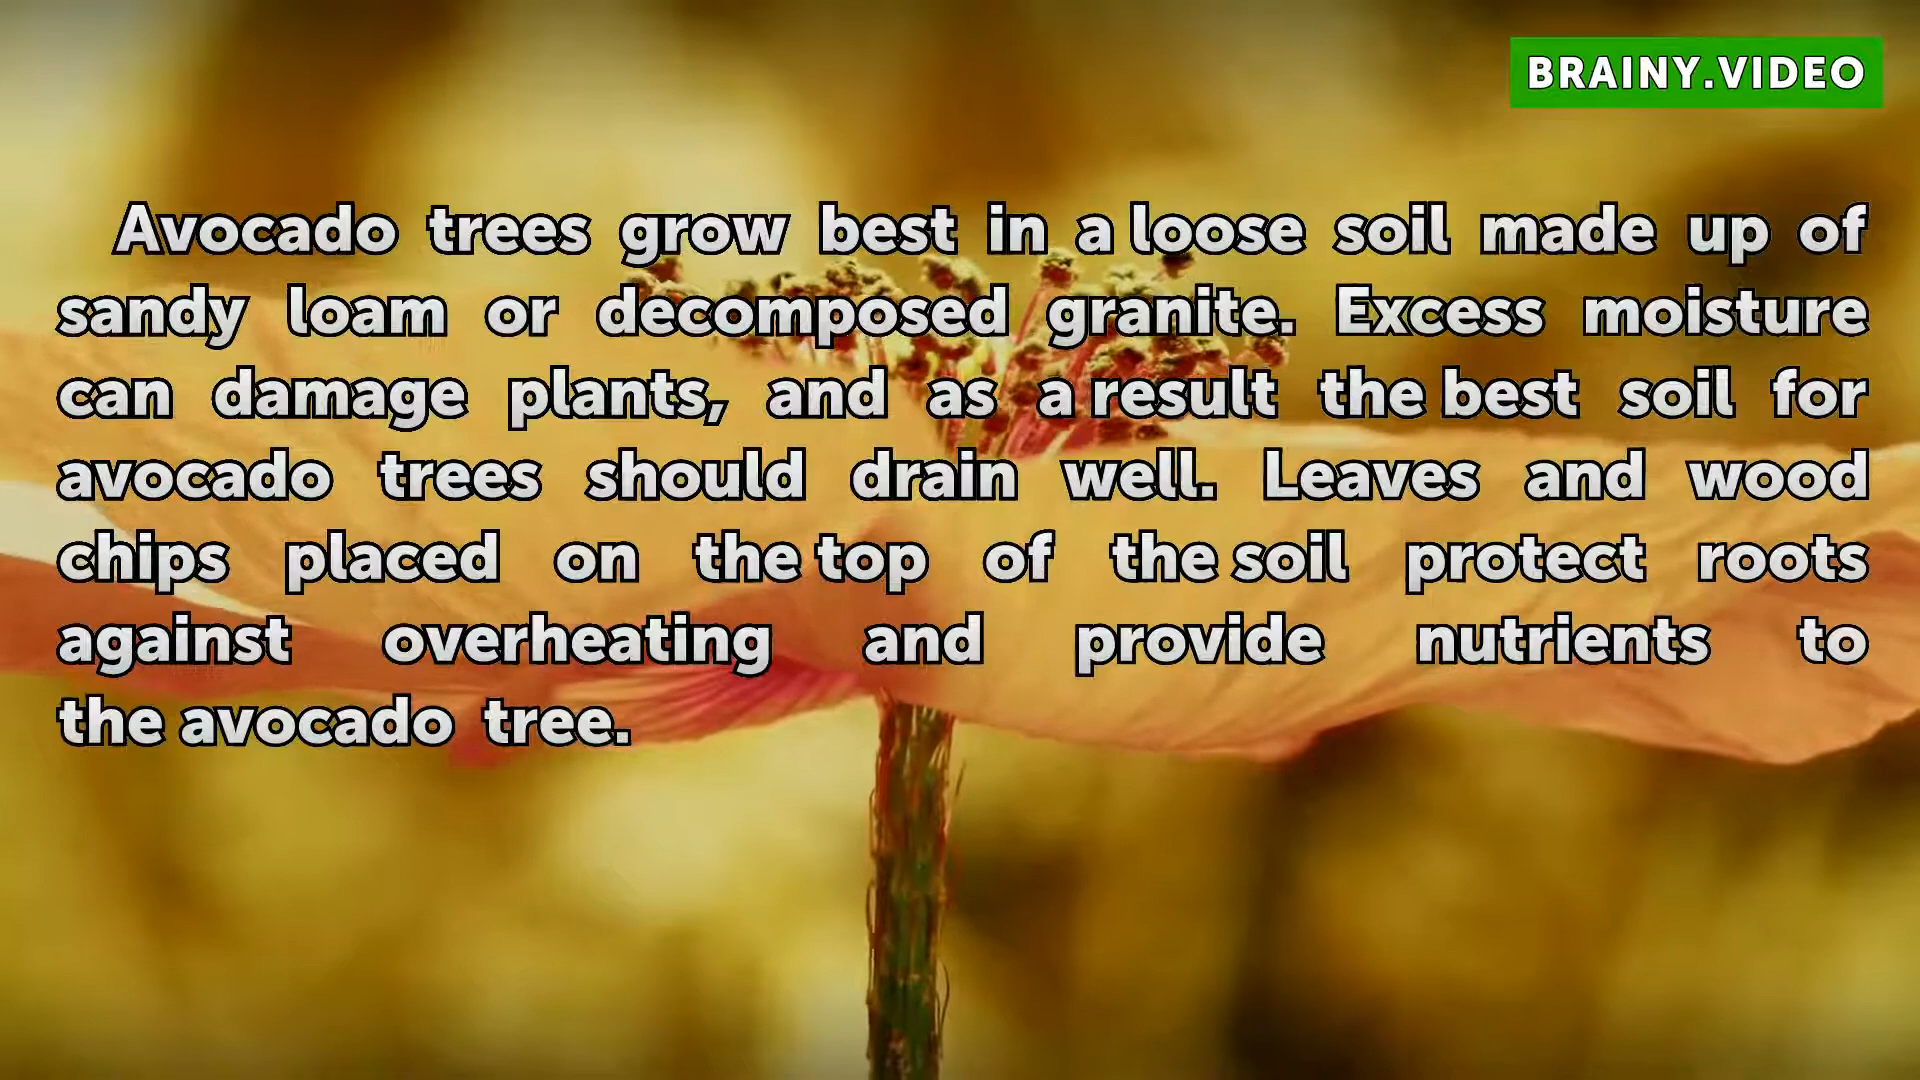 BRAINY.VIDEO
Avocado trees grow best in a loose soil made up of
sandy loam or decomposed granite. Excess moisture
can damage plants, and as a result the best soil for
avocado trees should drain well. Leaves and wood
chips placed on the top of the soil protect roots
against overheating and provide nutrients to
the avocado tree.